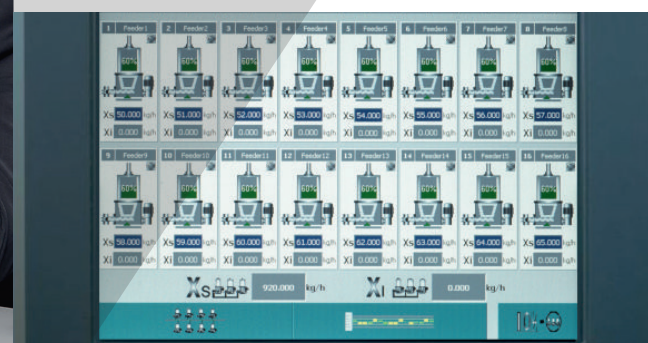 1 Feeder1 2 Feeder2 3 Feeder3 4 Feeder4 5 Feeder5 6 Feeder6 7 Feeder7 8 Feeder8
60% 60% 60% 60% 60% 60% 60% 60%
Xs 50.000 kg/h Xs 51.000 kg/h Xs 52.000 kg/h Xs 53.000 kg/h Xs 54.000 kg/h Xs 55.000 kg/h Xs 56.000 kg/h Xs 57.000 kg/h
Xi 0.000 kg/h Xi 0.000 kg/h Xi 0.000 kg/h Xi 0.000 kg/h Xi 0.000 kg/h Xi 0.000 kg/h Xi 0.000 kg/h Xi 0.000 kg/h
9 Feeder9 10 Feeder10 11 Feeder11 12 Feeder12 13 Feeder13 14 Feeder14 15 Feeder15 16 Feeder16
60% 60% 60% 60% 60% 60% 60% 60%
Xs 58.000 kg/h Xs 59.000 kg/h Xs 60.000 kg/h Xs 61.000 kg/h Xs 62.000 kg/h Xs 63.000 kg/h Xs 64.000 kg/h Xs 65.000 kg/h
Xi 0.000 kg/h Xi 0.000 kg/h Xi 0.000 kg/h Xi 0.000 kg/h Xi 0.000 kg/h Xi 0.000 kg/h Xi 0.000 kg/h Xi 0.000 kg/h
Xs 920.000 kg/h XI 0.000 kg/h